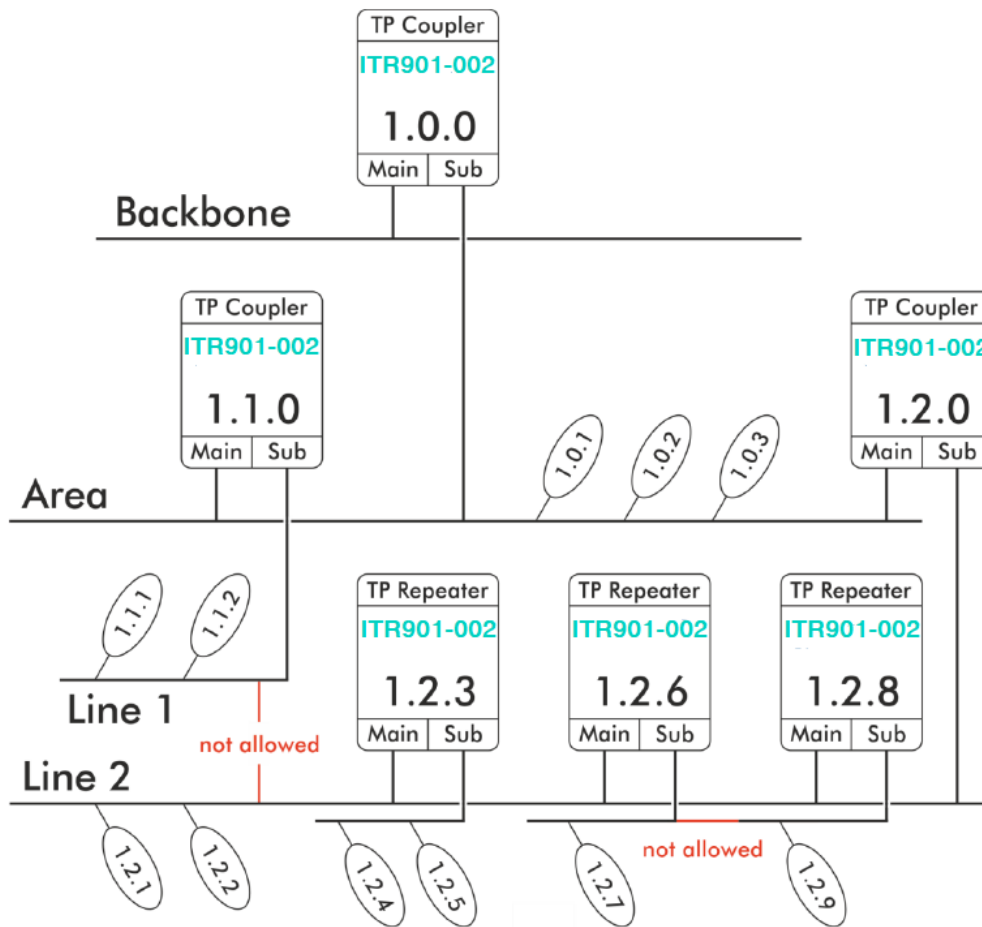 TP Coupler
ITR901-002
1.0.0
Main Sub
Backbone
TP Coupler
ITR901-002
1.1.0
Main Sub
TP Coupler
ITR901-002
1.2.0
Main Sub
1.0.1
1.0.2
1.0.3
Area
1.1.1
1.1.2
Line 1
not allowed
TP Repeater
ITR901-002
1.2.3
Main Sub
TP Repeater
ITR901-002
1.2.6
Main Sub
TP Repeater
ITR901-002
1.2.8
Main Sub
Line 2
1.2.1
1.2.2
1.2.4
1.2.5
1.2.7
not allowed
1.2.9